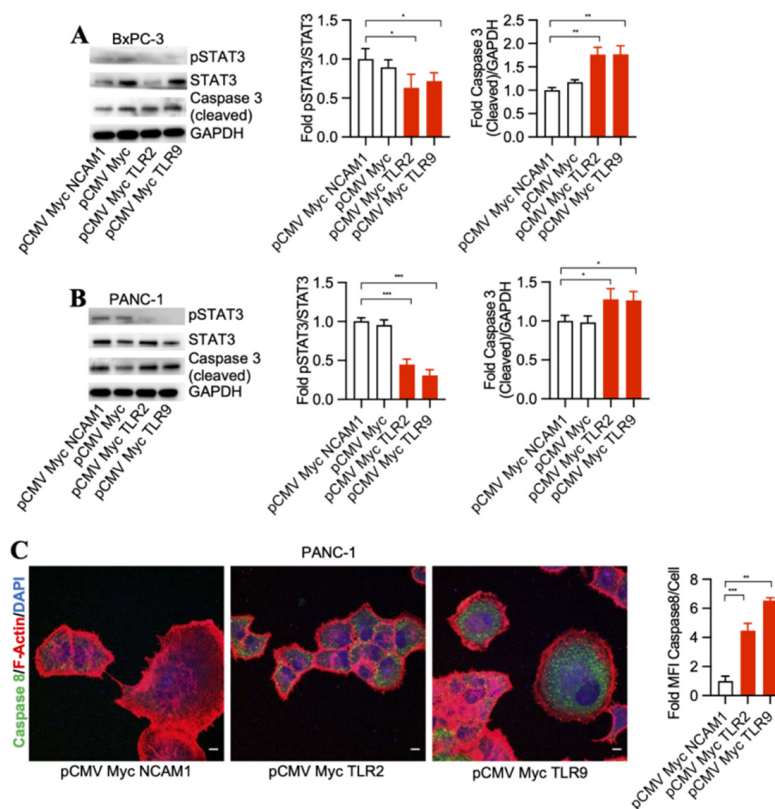 A
BxPC-3
pSTAT3
STAT3
Caspase 3
(cleaved)
GAPDH
pCMV Myc NCAM1
pCMV Myc
pCMV Myc TLR2
pCMV Myc TLR9
Fold pSTAT3/STAT3
1.5
1.0
0.5
0.0
*
*
pCMV Myc NCAM1
pCMV Myc
pCMV Myc TLR2
pCMV Myc TLR9
Fold Caspase 3
(Cleaved)/GAPDH
2.5
2.0
1.5
1.0
0.5
0.0
**
**
pCMV Myc NCAM1
pCMV Myc
pCMV Myc TLR2
pCMV Myc TLR9
B
PANC-1
pSTAT3
STAT3
Caspase 3
(cleaved)
GAPDH
pCMV Myc NCAM1
pCMV Myc
pCMV Myc TLR2
pCMV Myc TLR9
Fold pSTAT3/STAT3
1.5
1.0
0.5
0.0
***
***
pCMV Myc NCAM1
pCMV Myc
pCMV Myc TLR2
pCMV Myc TLR9
Fold Caspase 3
(Cleaved)/GAPDH
1.5
1.0
0.5
0.0
*
*
pCMV Myc NCAM1
pCMV Myc
pCMV Myc TLR2
pCMV Myc TLR9
C
PANC-1
Caspase 8/F-Actin/DAPI
pCMV Myc NCAM1
pCMV Myc TLR2
pCMV Myc TLR9
Fold MFI Caspase8/Cell
8
6
4
2
0
**
***
pCMV Myc NCAM1
pCMV Myc TLR2
pCMV Myc TLR9